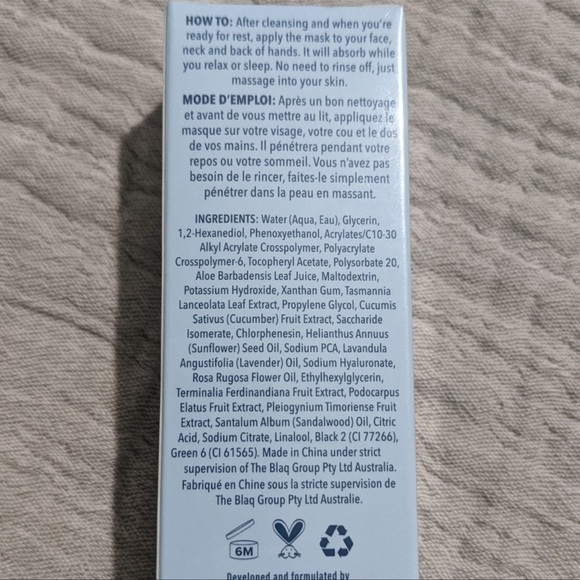 HOW TO: After cleansing and when you're
ready for rest, apply the mask to your face,
neck and back of hands. It will absorb while
you relax or sleep. No need to rinse off, just
massage into your skin.
MODE D'EMPLOI: Après un bon nettoyage
et avant de vous mettre au lit, appliquez le
masque sur votre visage, votre cou et le dos
de vos mains. Il pénétrera pendant votre
repos ou votre sommeil. Vous n'avez pas
besoin de le rincer, faites-le simplement
pénétrer dans la peau en massant.
INGREDIENTS: Water (Aqua, Eau), Glycerin,
1,2-Hexanediol, Phenoxyethanol, Acrylates/C10-30
Alkyl Acrylate Crosspolymer, Polyacrylate
Crosspolymer-6, Tocopheryl Acetate, Polysorbate 20,
Aloe Barbadensis Leaf Juice, Maltodextrin,
Potassium Hydroxide, Xanthan Gum, Tasmannia
Lanceolata Leaf Extract, Propylene Glycol, Cucumis
Sativus (Cucumber) Fruit Extract, Saccharide
Isomerate, Chlorphenesin, Helianthus Annuus
(Sunflower) Seed Oil, Sodium PCA, Lavandula
Angustifolia (Lavender) Oil, Sodium Hyaluronate,
Rosa Rugosa Flower Oil, Ethylhexylglycerin,
Terminalia Ferdinandiana Fruit Extract, Podocarpus
Elatus Fruit Extract, Pleiogynium Timoriense Fruit
Extract, Santalum Album (Sandalwood) Oil, Citric
Acid, Sodium Citrate, Linalool, Black 2 (CI 77266),
Green 6 (CI 61565). Made in China under strict
supervision of The Blaq Group Pty Ltd Australia.
Fabriqué en Chine sous la stricte supervision de
The Blaq Group Pty Ltd Australie.
6M
Developed and formulated by